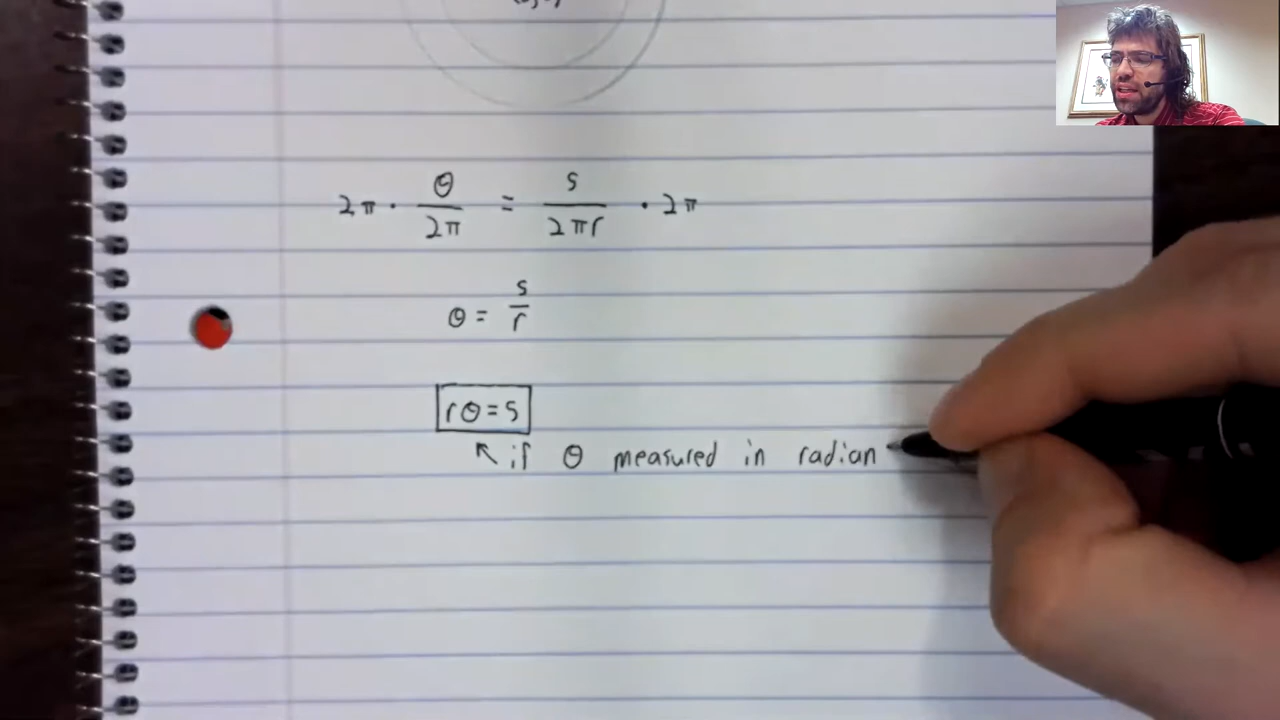 2π · θ/2π = s/2πr · 2π
θ = s/r
rθ = s
↖ if θ measured in radian